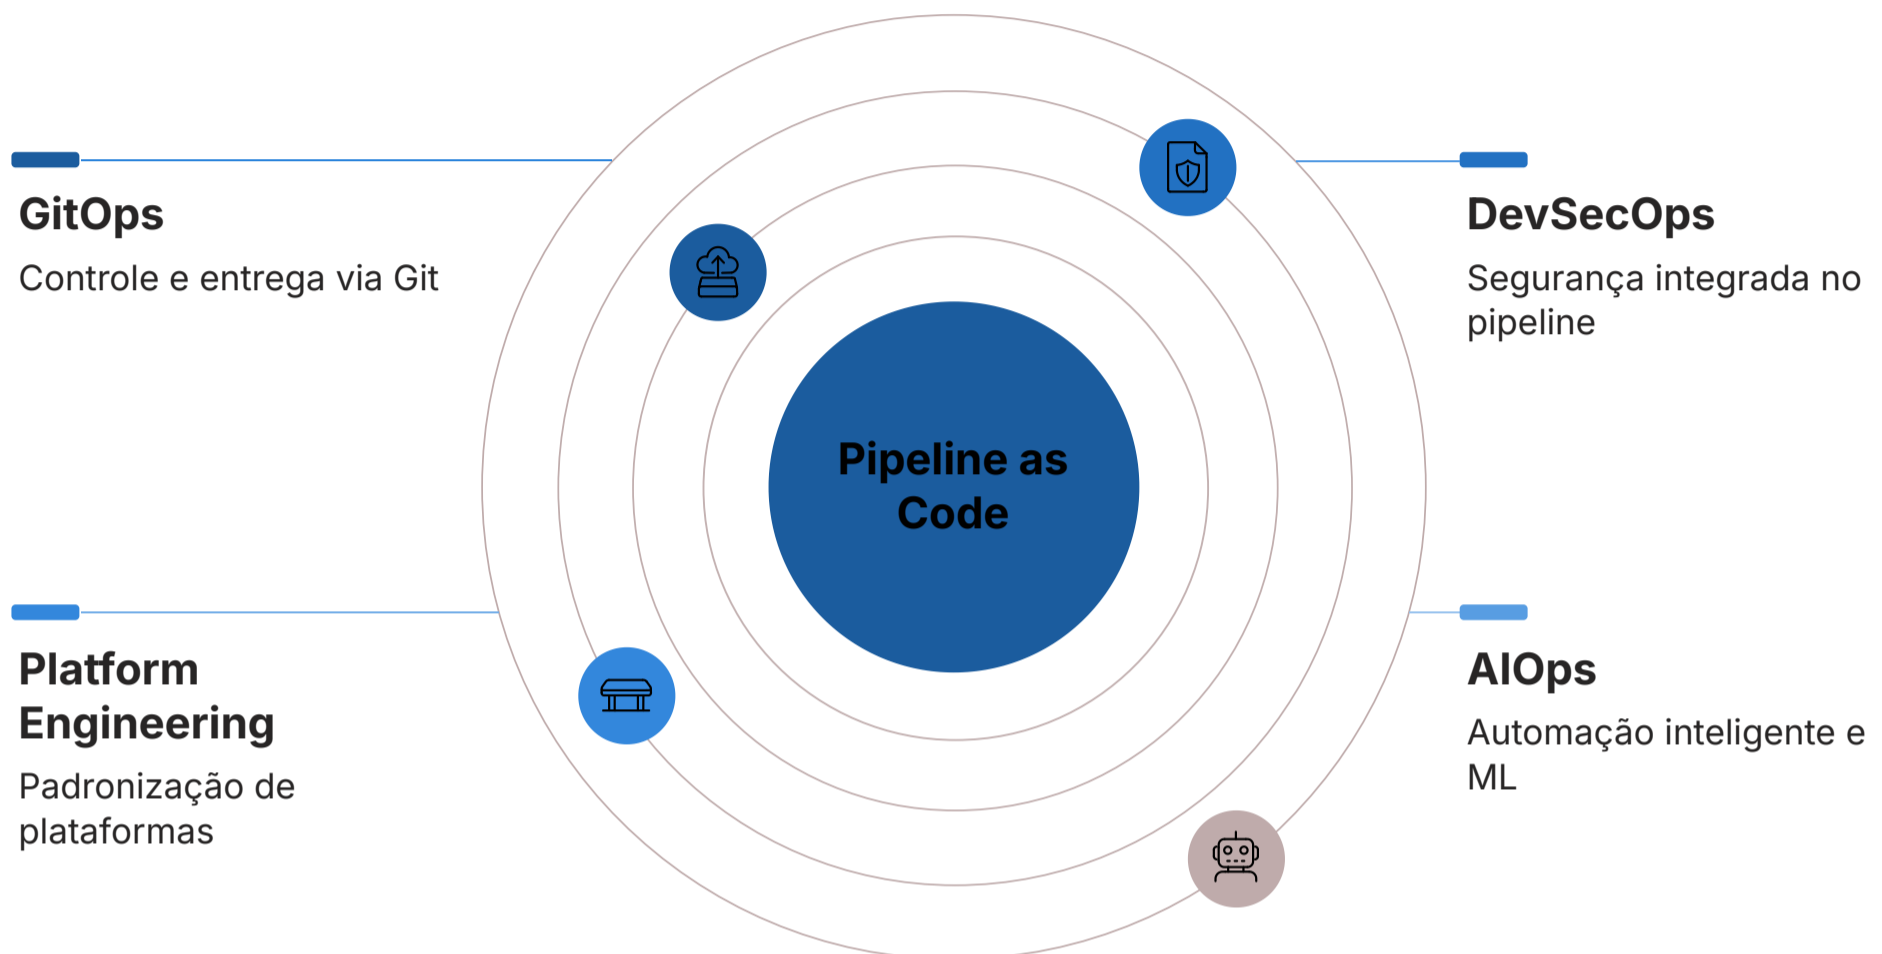 GitOps
Controle e entrega via Git
DevSecOps
Segurança integrada no
pipeline
Pipeline as
Code
Platform
Engineering
Padronização de
plataformas
AIOps
Automação inteligente e
ML